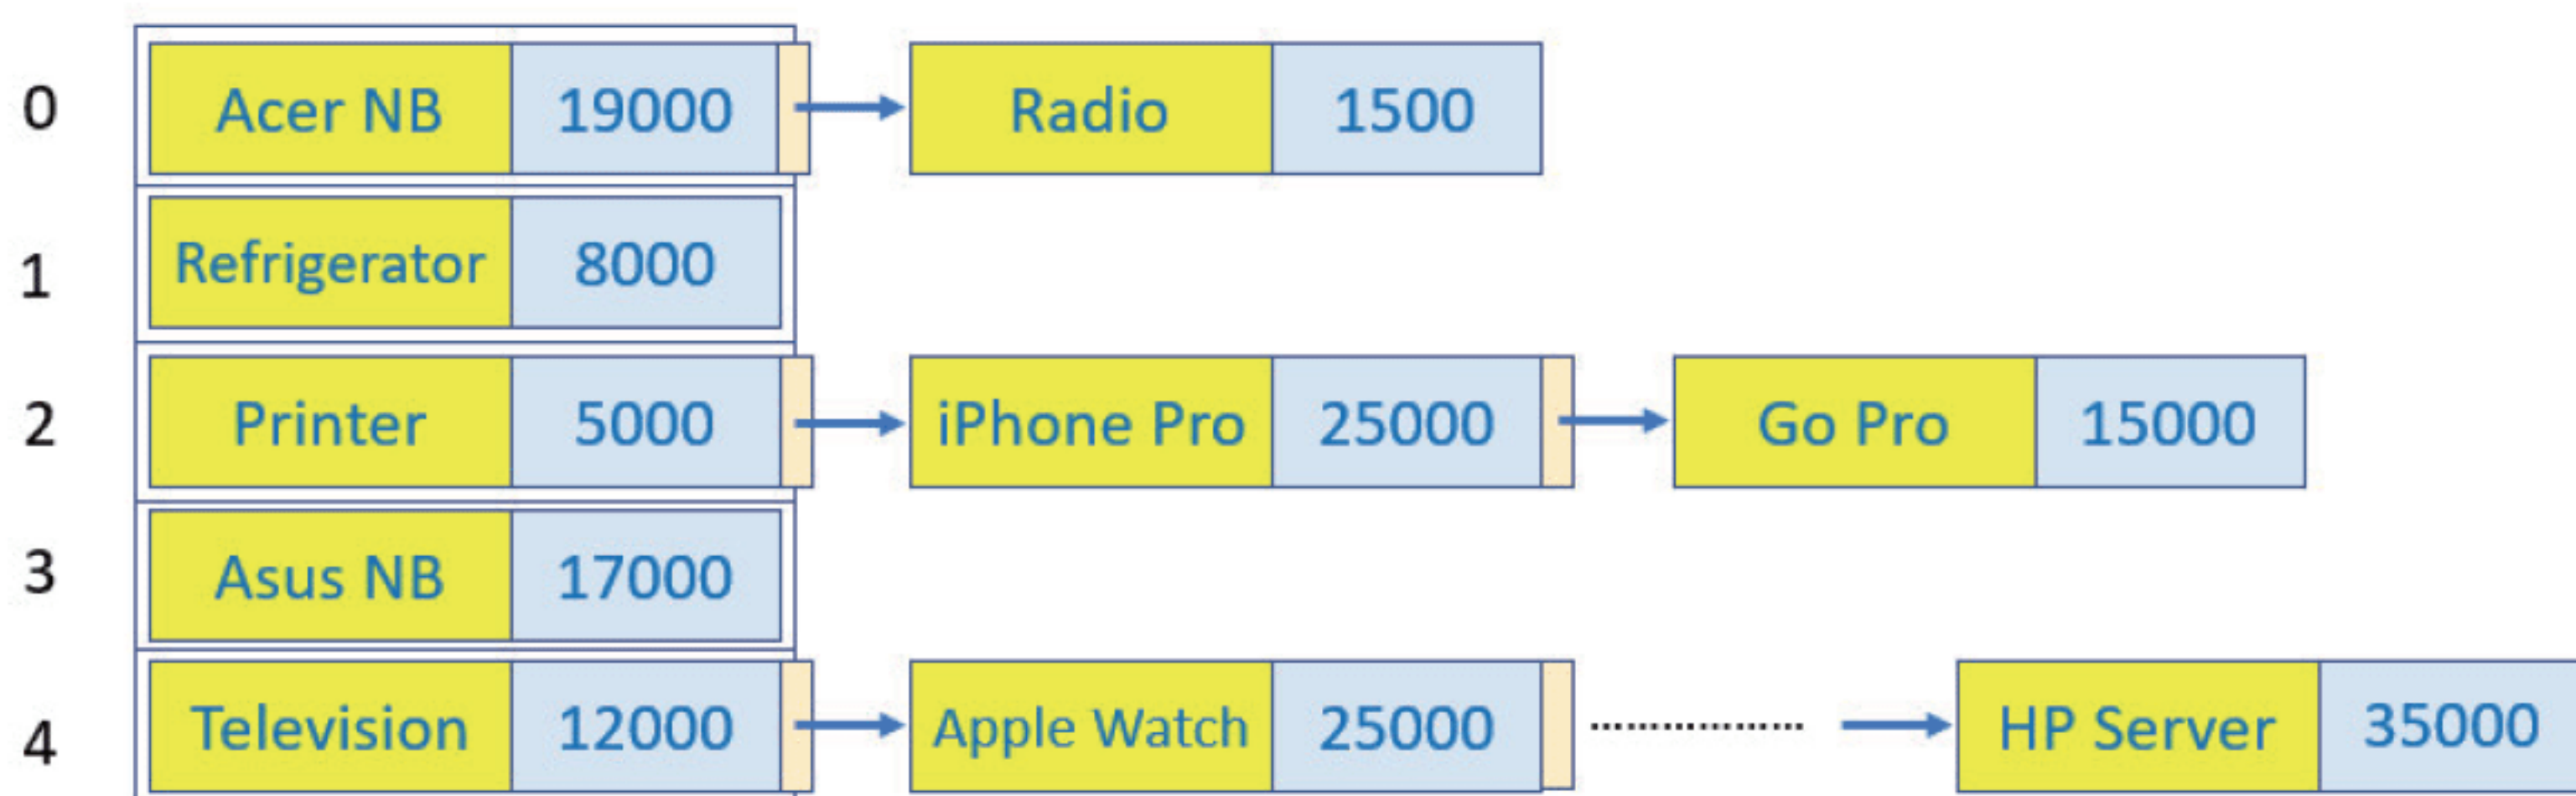 0 Acer NB 19000 Radio 1500
1 Refrigerator 8000
2 Printer 5000 iPhone Pro 25000 Go Pro 15000
3 Asus NB 17000
4 Television 12000 Apple Watch 25000 HP Server 35000